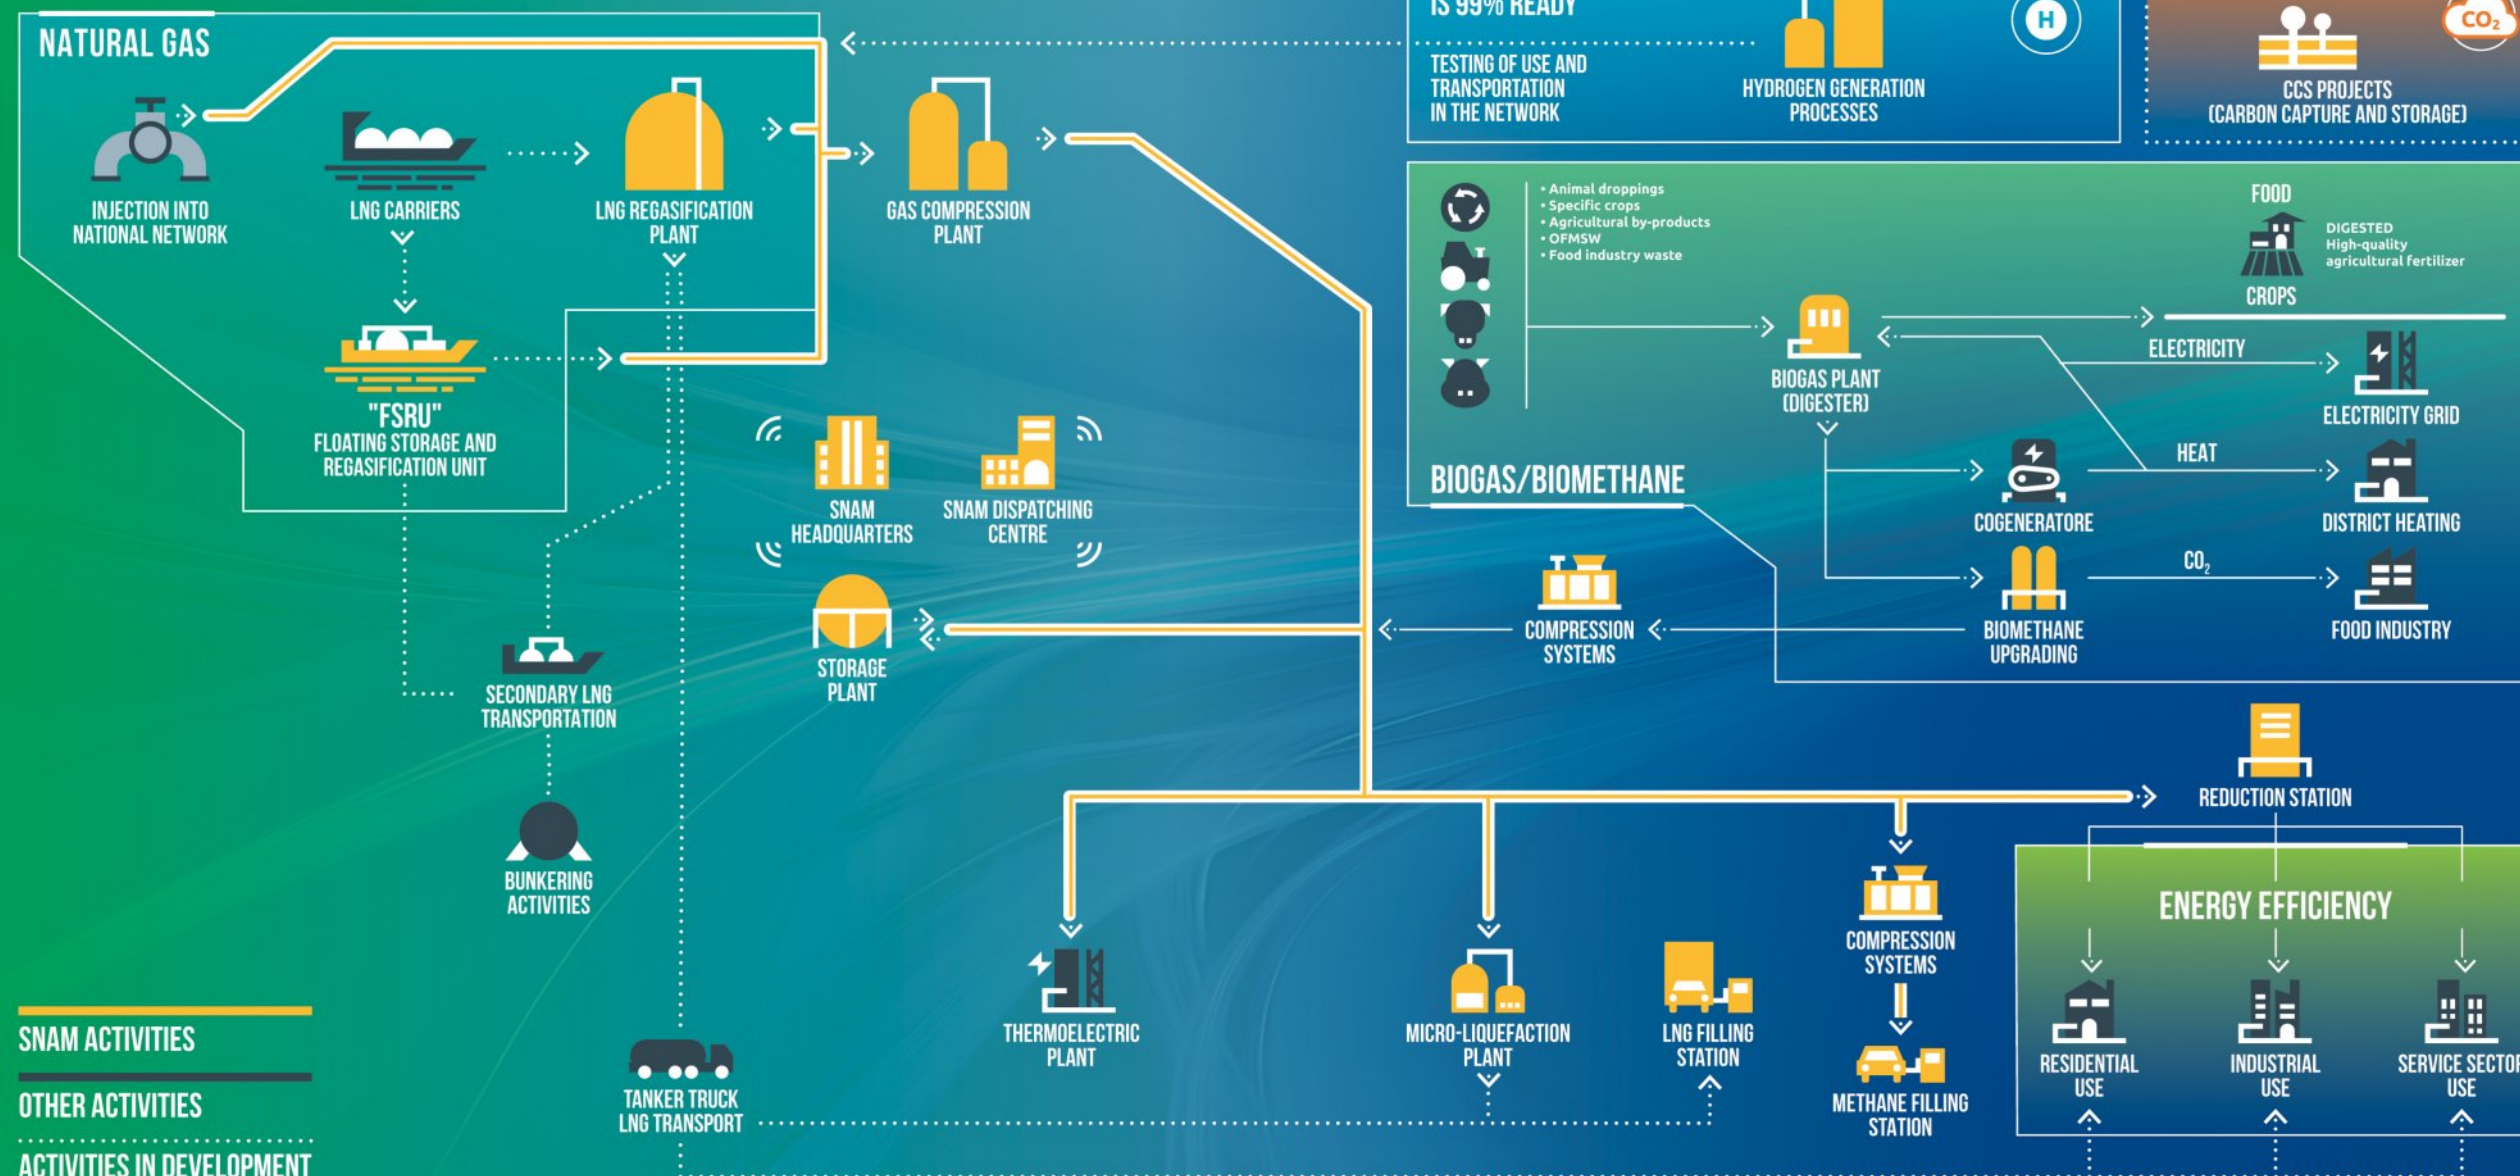 NATURAL GAS
INJECTION INTO
NATIONAL NETWORK
LNG CARRIERS
LNG REGASIFICATION
PLANT
GAS COMPRESSION
PLANT
"FSRU"
FLOATING STORAGE AND
REGASIFICATION UNIT
IS 99% READY
TESTING OF USE AND
TRANSPORTATION
IN THE NETWORK
HYDROGEN GENERATION
PROCESSES
H
CO₂
CCS PROJECTS
(CARBON CAPTURE AND STORAGE)
• Animal droppings
• Specific crops
• Agricultural by-products
• OFMSW
• Food industry waste
FOOD
DIGESTED
High-quality
agricultural fertilizer
CROPS
BIOGAS PLANT
(DIGESTER)
ELECTRICITY
ELECTRICITY GRID
HEAT
BIOGAS/BIOMETHANE
COGENERATORE
DISTRICT HEATING
CO₂
BIOMETHANE
UPGRADING
FOOD INDUSTRY
COMPRESSION
SYSTEMS
SNAM
HEADQUARTERS
SNAM DISPATCHING
CENTRE
STORAGE
PLANT
SECONDARY LNG
TRANSPORTATION
BUNKERING
ACTIVITIES
REDUCTION STATION
ENERGY EFFICIENCY
THERMOELECTRIC
PLANT
MICRO-LIQUEFACTION
PLANT
LNG FILLING
STATION
COMPRESSION
SYSTEMS
METHANE FILLING
STATION
RESIDENTIAL
USE
INDUSTRIAL
USE
SERVICE SECTOR
USE
TANKER TRUCK
LNG TRANSPORT
SNAM ACTIVITIES
OTHER ACTIVITIES
ACTIVITIES IN DEVELOPMENT